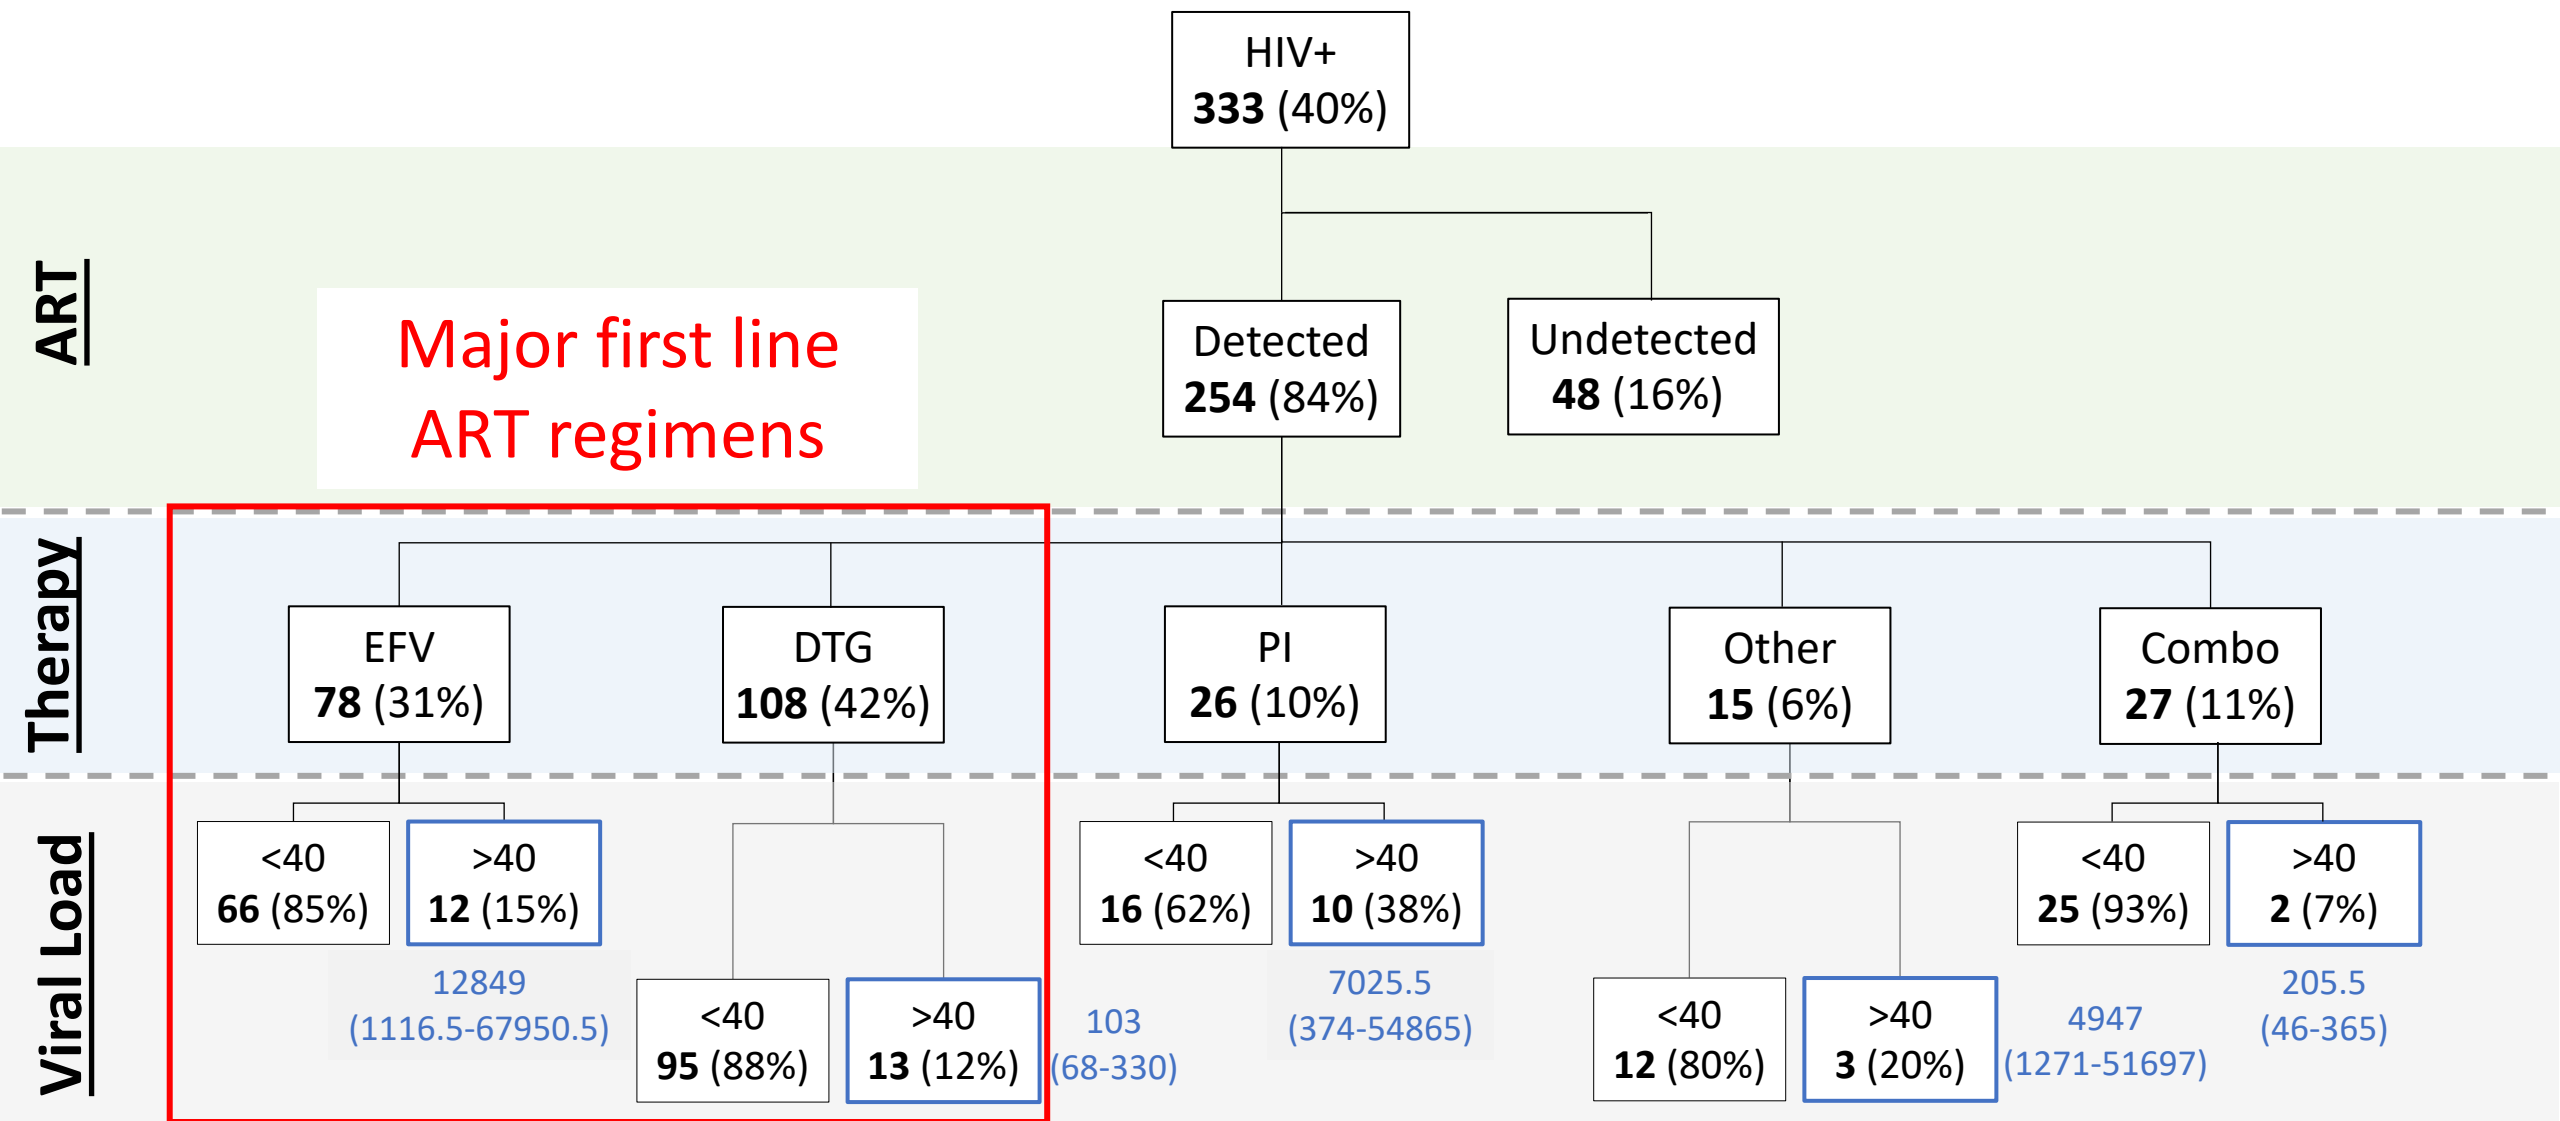 HIV+
333 (40%)
ART
Major first line
ART regimens
Detected
254 (84%)
Undetected
48 (16%)
Therapy
EFV
78 (31%)
DTG
108 (42%)
PI
26 (10%)
Other
15 (6%)
Combo
27 (11%)
Viral Load
<40
66 (85%)
>40
12 (15%)
12849
(1116.5-67950.5)
<40
95 (88%)
>40
13 (12%)
103
(68-330)
<40
16 (62%)
>40
10 (38%)
7025.5
(374-54865)
<40
12 (80%)
>40
3 (20%)
4947
(1271-51697)
<40
25 (93%)
>40
2 (7%)
205.5
(46-365)